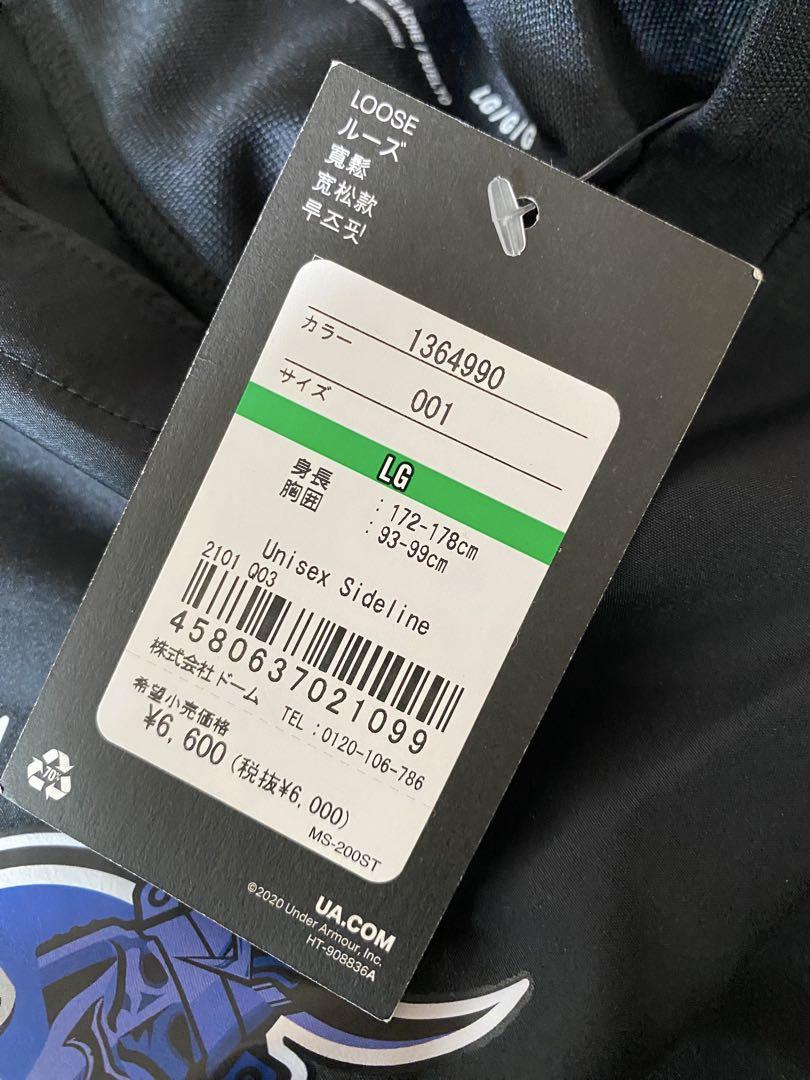 LG/G/G
LOOSE
ルーズ
寬鬆
宽松款
루즈핏
カラー 1364990
サイズ 001
LG
身長 : 172-178cm
胸囲 : 93-99cm
Unisex Sideline
2101 Q03
4580637021099
株式会社ドーム TEL:0120-106-786
希望小売価格
¥6,600(税抜¥6,000)
MS-200ST
70%
UA.COM
©2020 Under Armour, Inc.
HT-908836A